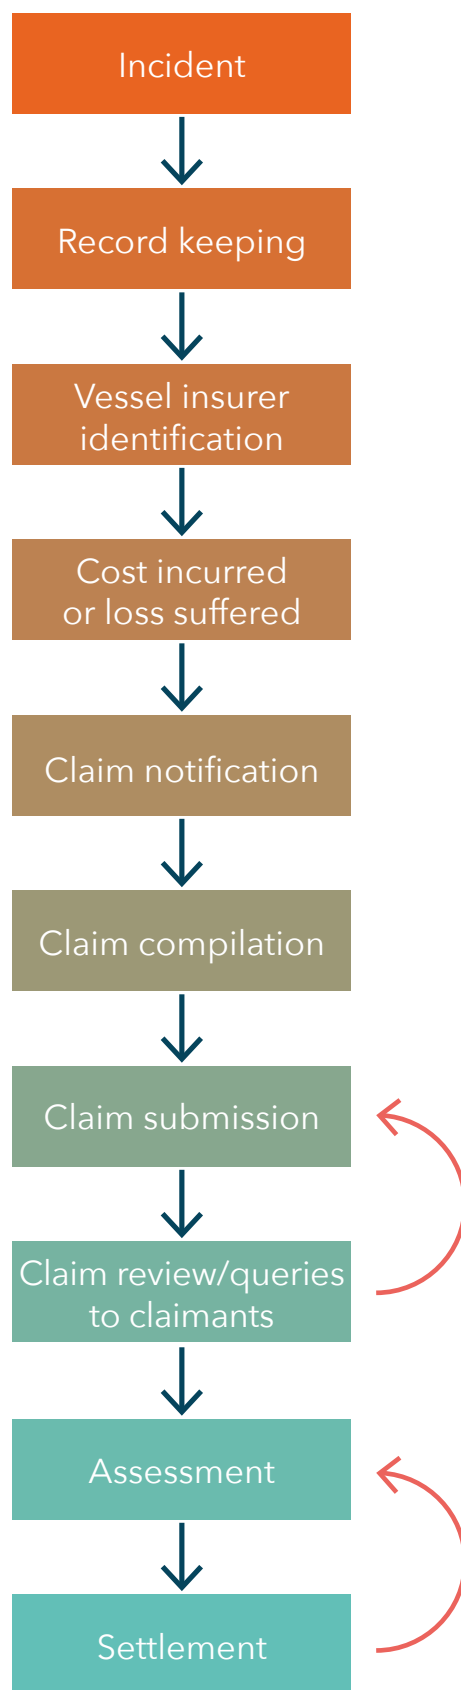 Incident
Record keeping
Vessel insurer
identification
Cost incurred
or loss suffered
Claim notification
Claim compilation
Claim submission
Claim review/queries
to claimants
Assessment
Settlement